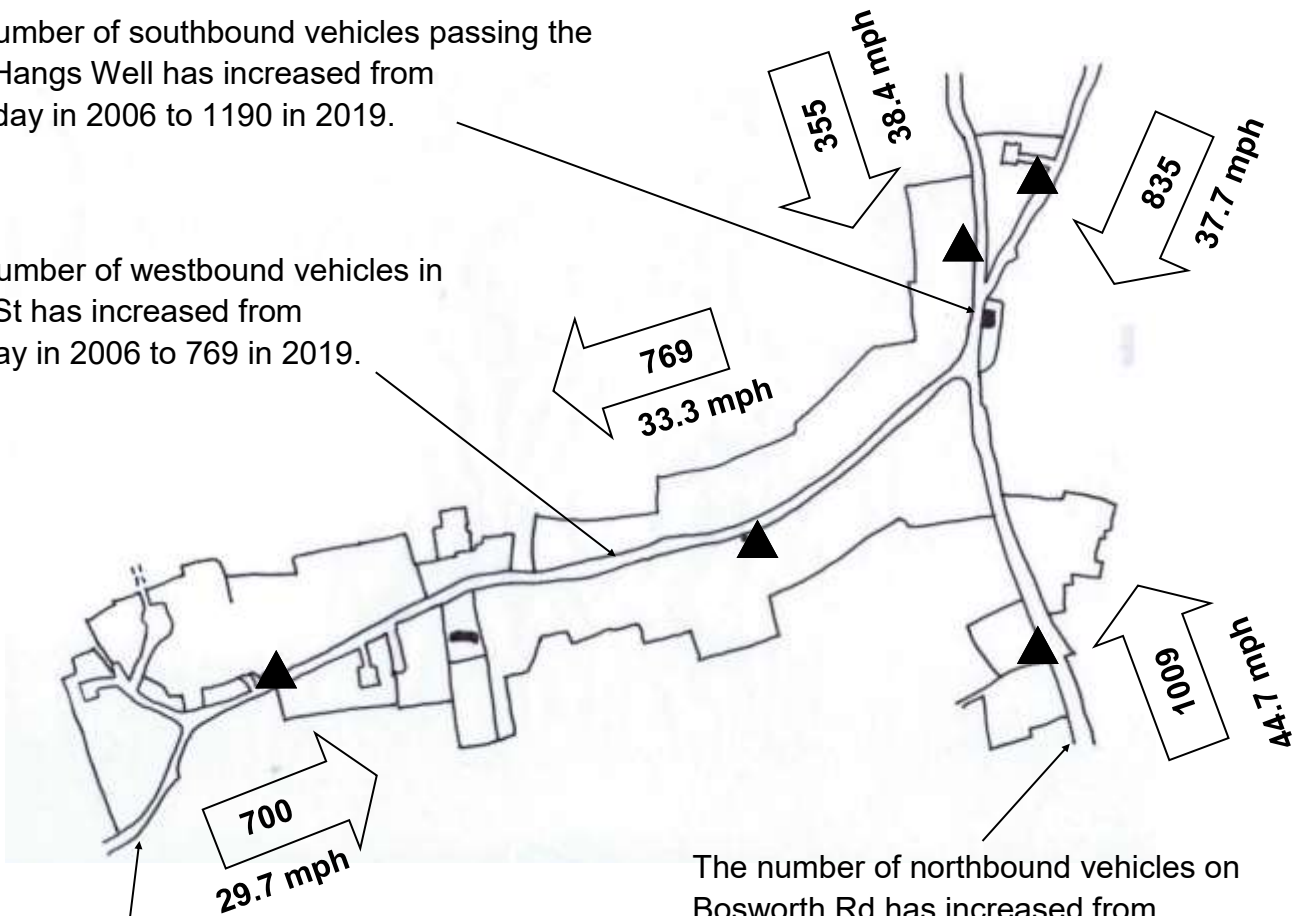 umber of southbound vehicles passing the
Hangs Well has increased from
day in 2006 to 1190 in 2019.
umber of westbound vehicles in
St has increased from
ay in 2006 to 769 in 2019.
355
38.4 mph
835
37.7 mph
769
33.3 mph
1009
44.7 mph
700
29.7 mph
The number of northbound vehicles on
Bosworth Rd has increased from